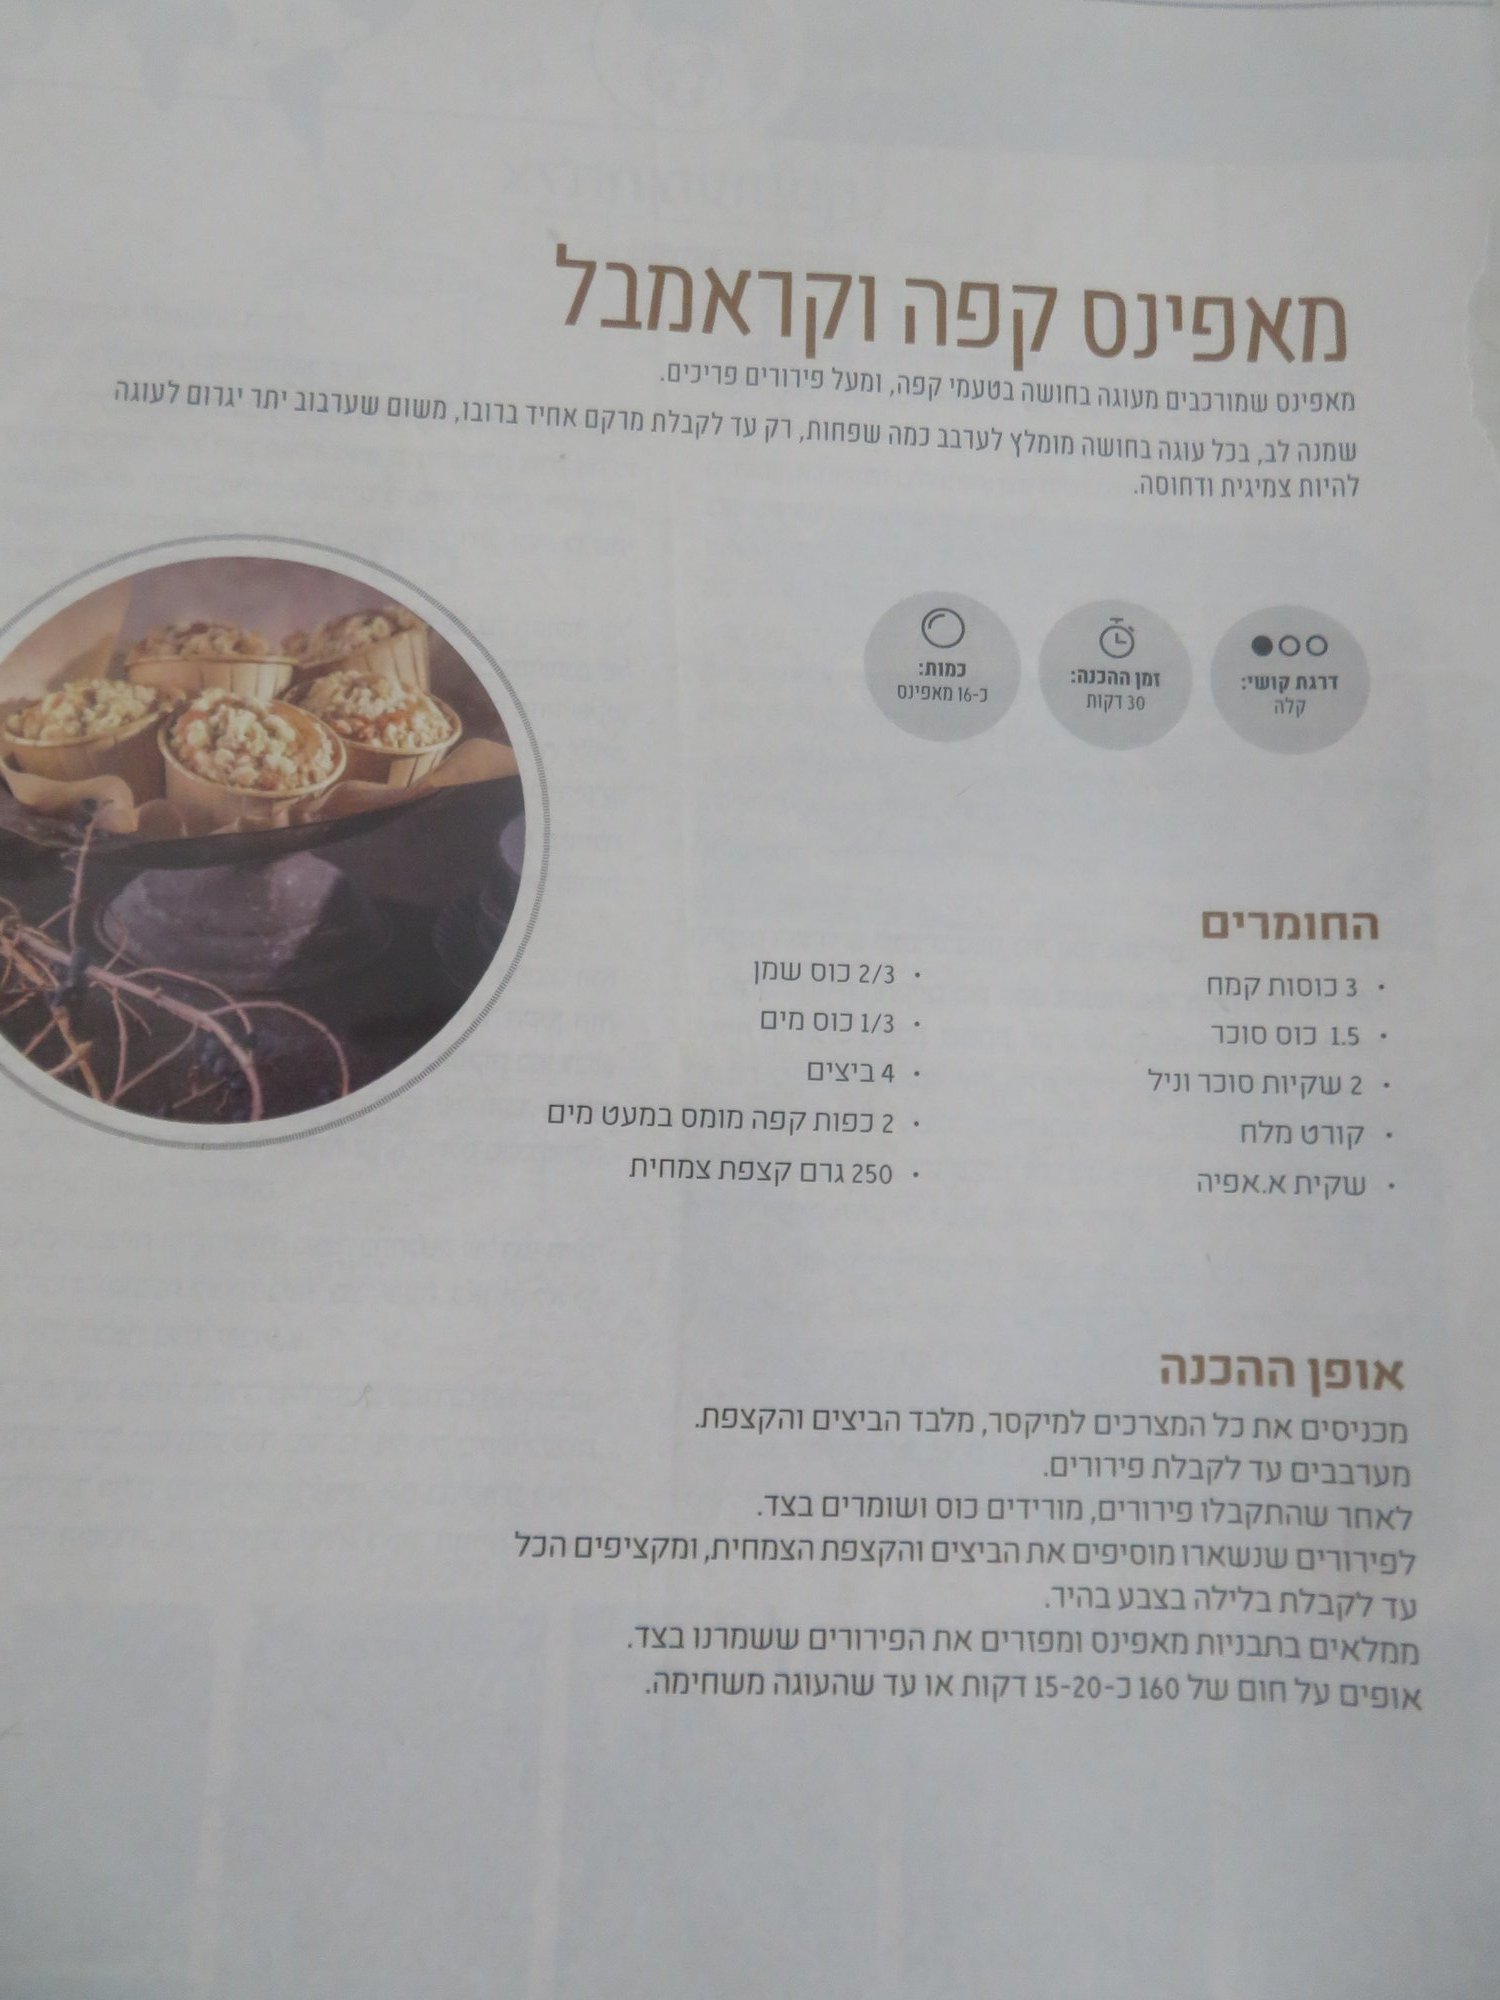 מאפינס קפה וקראמבל
מאפינס שמורכבים מעוגה בחושה בטעמי קפה, ומעל פירורים פריכים.
שמנה לב, בכל עוגה בחושה מומלץ לערבב כמה שפחות, רק עד לקבלת מרקם אחיד ברובו, משום שערבוב יתר יגרום לעוגה
להיות צמיגית ודחוסה.
דרגת קושי:
קלה
זמן ההכנה:
30 דקות
כמות:
כ-16 מאפינס
החומרים
• 3 כוסות קמח
• 1.5 כוס סוכר
• 2 שקיות סוכר וניל
• קורט מלח
• שקית א.אפיה
• 2/3 כוס שמן
• 1/3 כוס מים
• 4 ביצים
• 2 כפות קפה מומס במעט מים
• 250 גרם קצפת צמחית
אופן ההכנה
מכניסים את כל המצרכים למיקסר, מלבד הביצים והקצפת.
מערבבים עד לקבלת פירורים.
לאחר שהתקבלו פירורים, מורידים כוס ושומרים בצד.
לפירורים שנשארו מוסיפים את הביצים והקצפת הצמחית, ומקציפים הכל
עד לקבלת בלילה בצבע בהיר.
ממלאים בתבניות מאפינס ומפזרים את הפירורים ששמרנו בצד.
אופים על חום של 160 כ-15-20 דקות או עד שהעוגה משחימה.